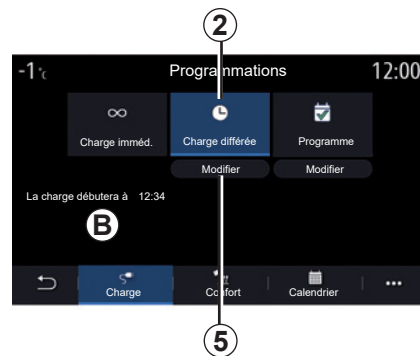 2
-1 °c Programmations 12:00
∞
Charge imméd. Charge différée Programme
Modifier Modifier
La charge débutera à 12:34
B
Charge Confort Calendrier ...
5